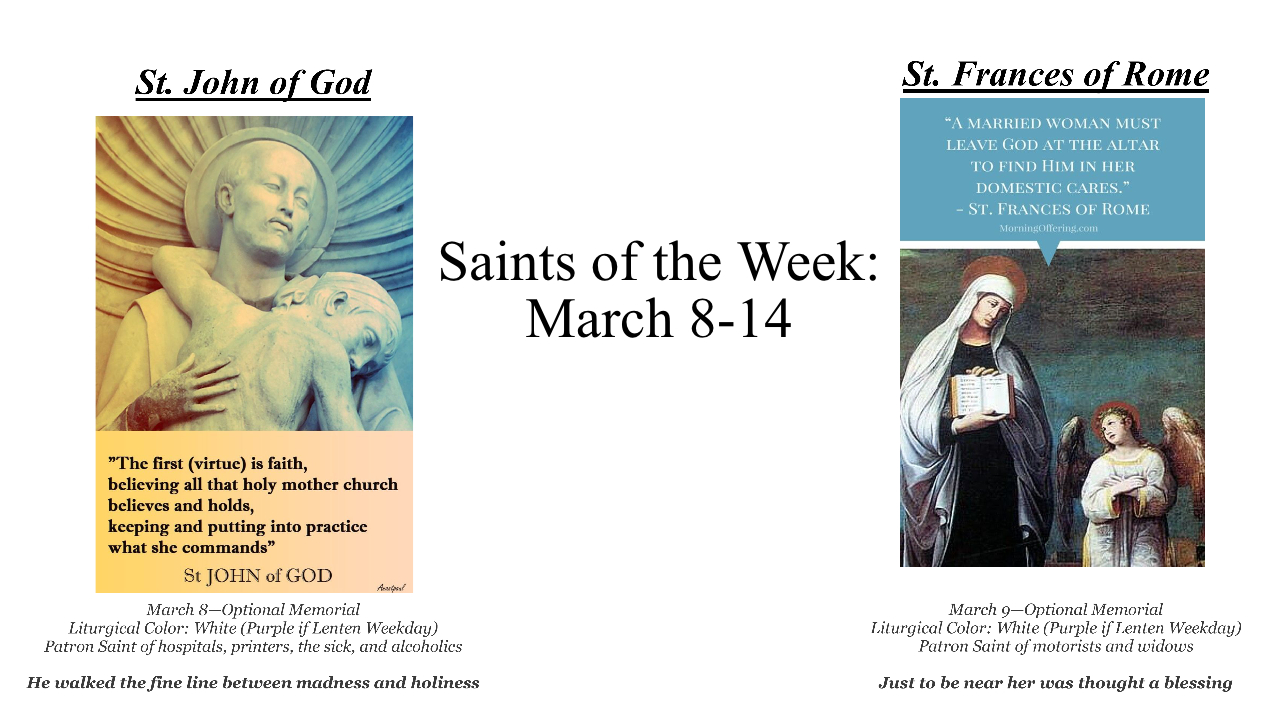 St. John of God
"The first (virtue) is faith,
believing all that holy mother church
believes and holds,
keeping and putting into practice
what she commands"
St JOHN of GOD
March 8—Optional Memorial
Liturgical Color: White (Purple if Lenten Weekday)
Patron Saint of hospitals, printers, the sick, and alcoholics
He walked the fine line between madness and holiness
Saints of the Week:
March 8-14
St. Frances of Rome
“A MARRIED WOMAN MUST
LEAVE GOD AT THE ALTAR
TO FIND HIM IN HER
DOMESTIC CARES.”
- ST. FRANCES OF ROME
MorningOffering.com
March 9—Optional Memorial
Liturgical Color: White (Purple if Lenten Weekday)
Patron Saint of motorists and widows
Just to be near her was thought a blessing